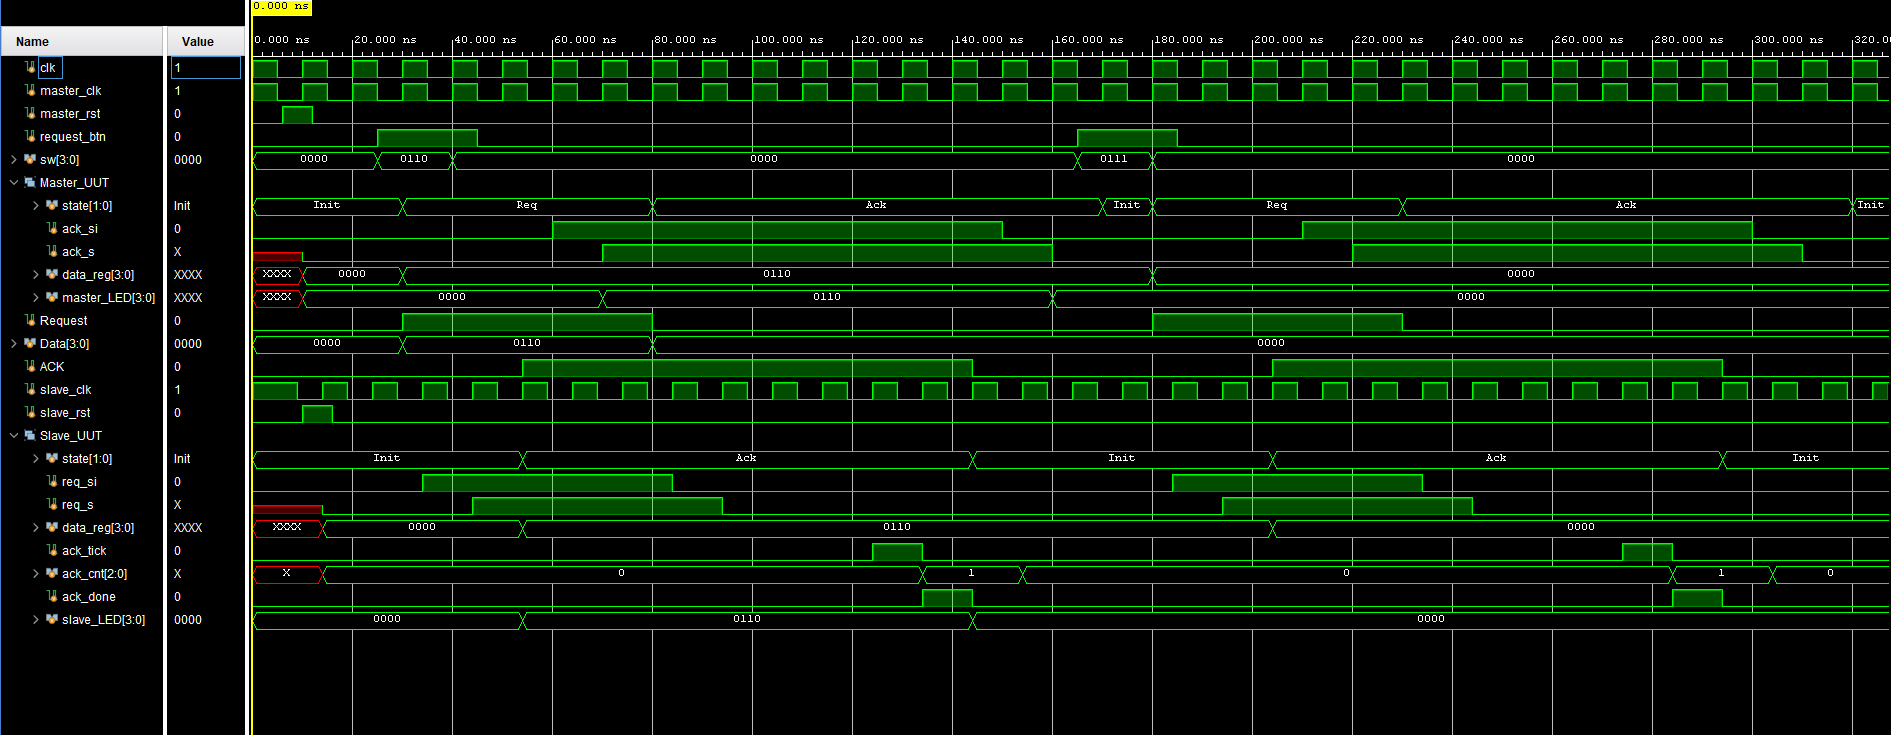 0.000 ns
Name Value
0.000 ns 20.000 ns 40.000 ns 60.000 ns 80.000 ns 100.000 ns 120.000 ns 140.000 ns 160.000 ns 180.000 ns 200.000 ns 220.000 ns 240.000 ns 260.000 ns 280.000 ns 300.000 ns 320.00
clk 1
master_clk 1
master_rst 0
request_btn 0
sw[3:0] 0000 0000 0110 0000 0111 0000
Master_UUT
state[1:0] Init Init Req Ack Init Req Ack Init
ack_si 0
ack_s X
data_reg[3:0] XXXX XXXX 0000 0110 0000
master_LED[3:0] XXXX XXXX 0000 0110 0000
Request 0
Data[3:0] 0000 0000 0110 0000
ACK 0
slave_clk 1
slave_rst 0
Slave_UUT
state[1:0] Init Init Ack Init Ack Init
req_si 0
req_s X
data_reg[3:0] XXXX XXXX 0000 0110 0000
ack_tick 0
ack_cnt[2:0] X X 0 1 0 1 0
ack_done 0
slave_LED[3:0] 0000 0000 0110 0000